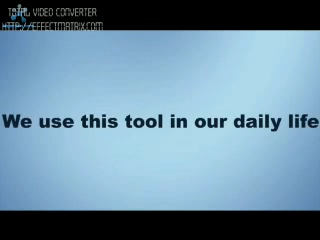 TOTAL VIDEO CONVERTER
HTTP://EFFECTMATRIX.COM
We use this tool in our daily life